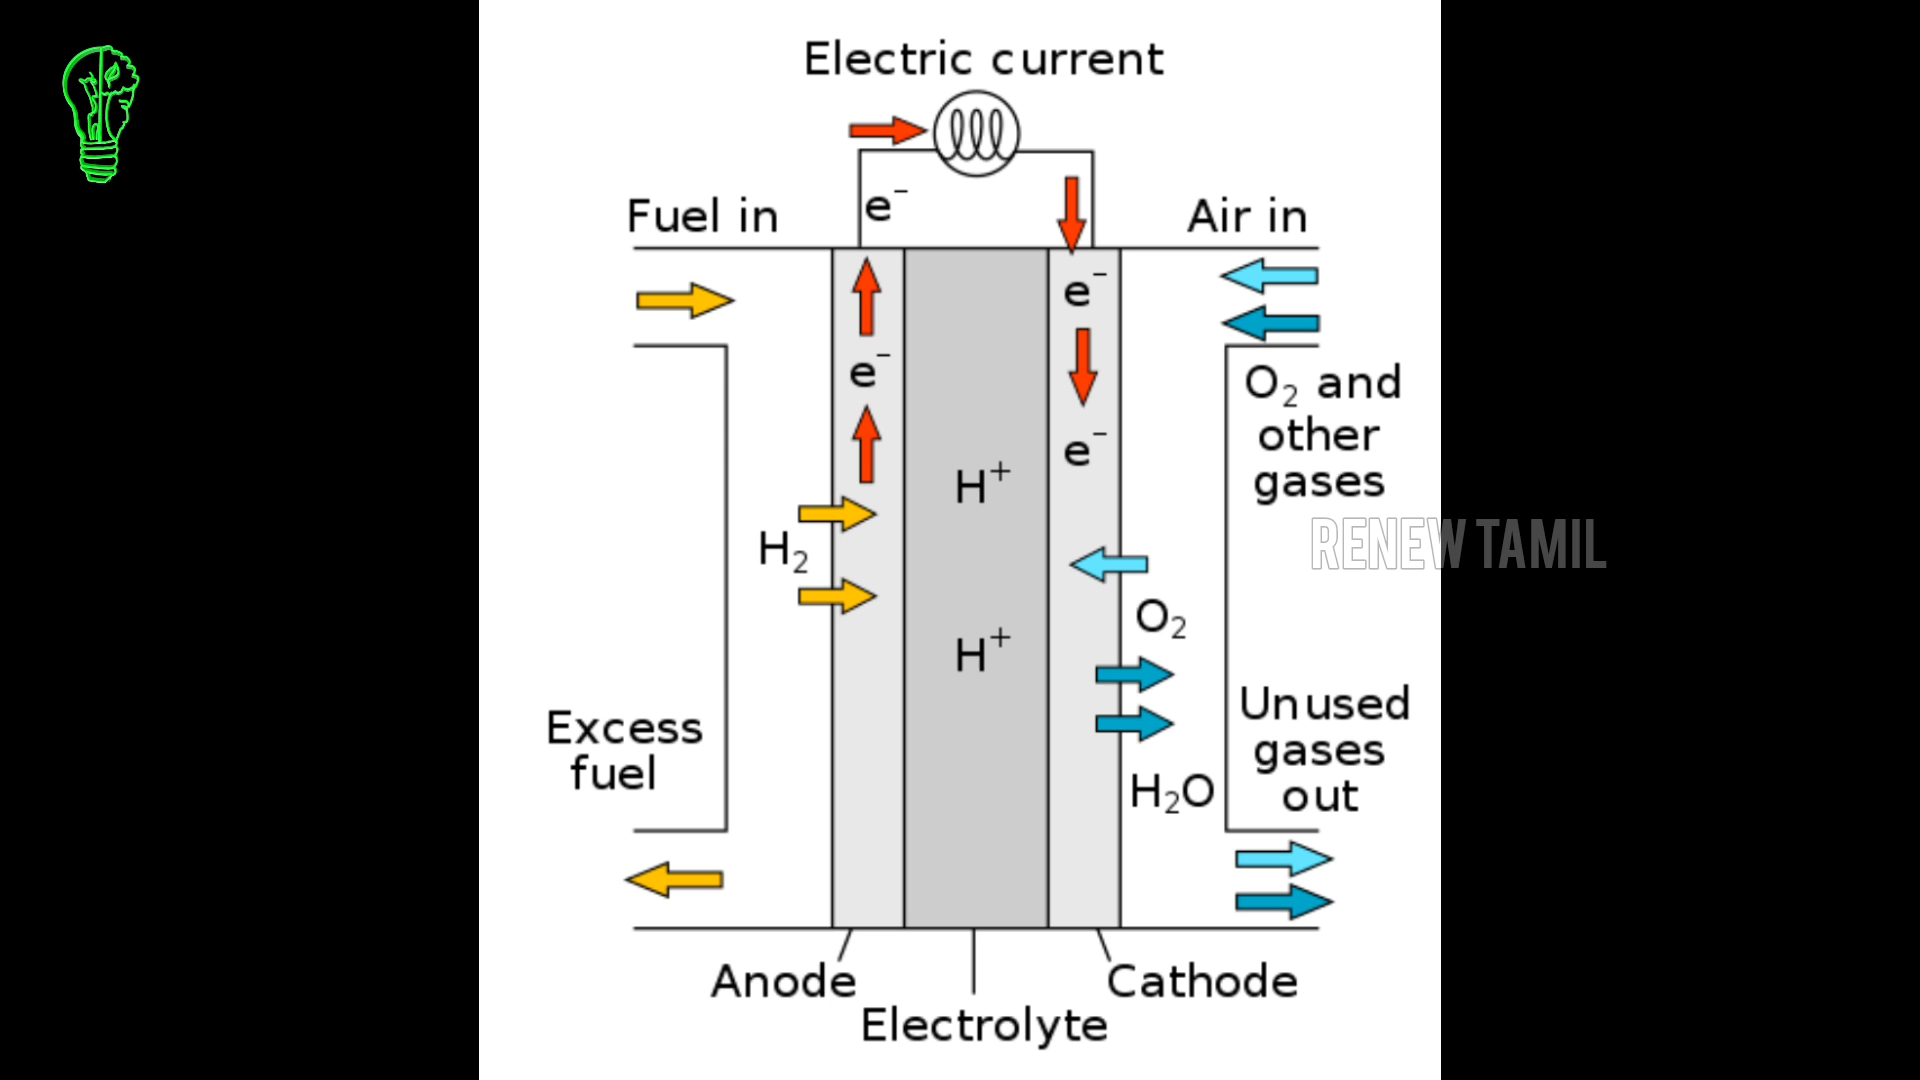 Electric current
e⁻
Fuel in
Air in
e⁻
e⁻
O₂ and
other
gases
e⁻
H⁺
RENEW TAMIL
H₂
O₂
H⁺
Excess
fuel
Unused
gases
out
H₂O
Anode
Cathode
Electrolyte